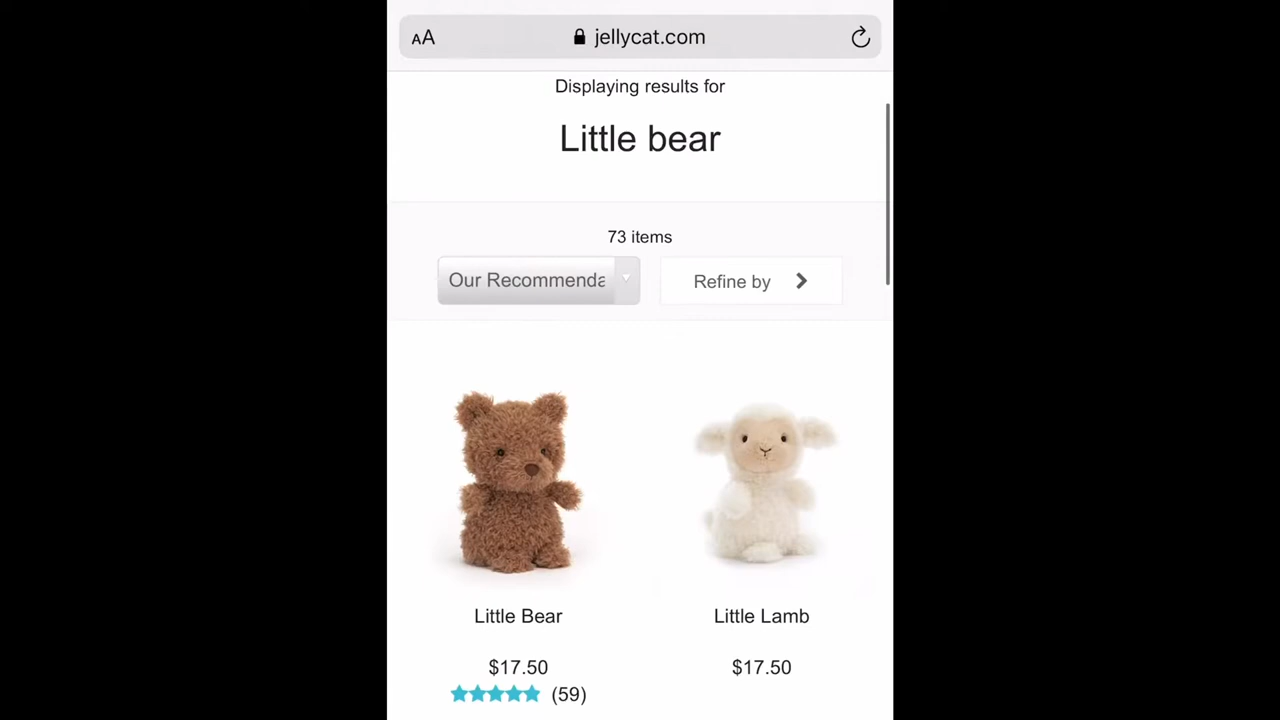 AA jellycat.com
Displaying results for
Little bear
73 items
Our Recommenda
Refine by
Little Bear
Little Lamb
$17.50
$17.50
(59)